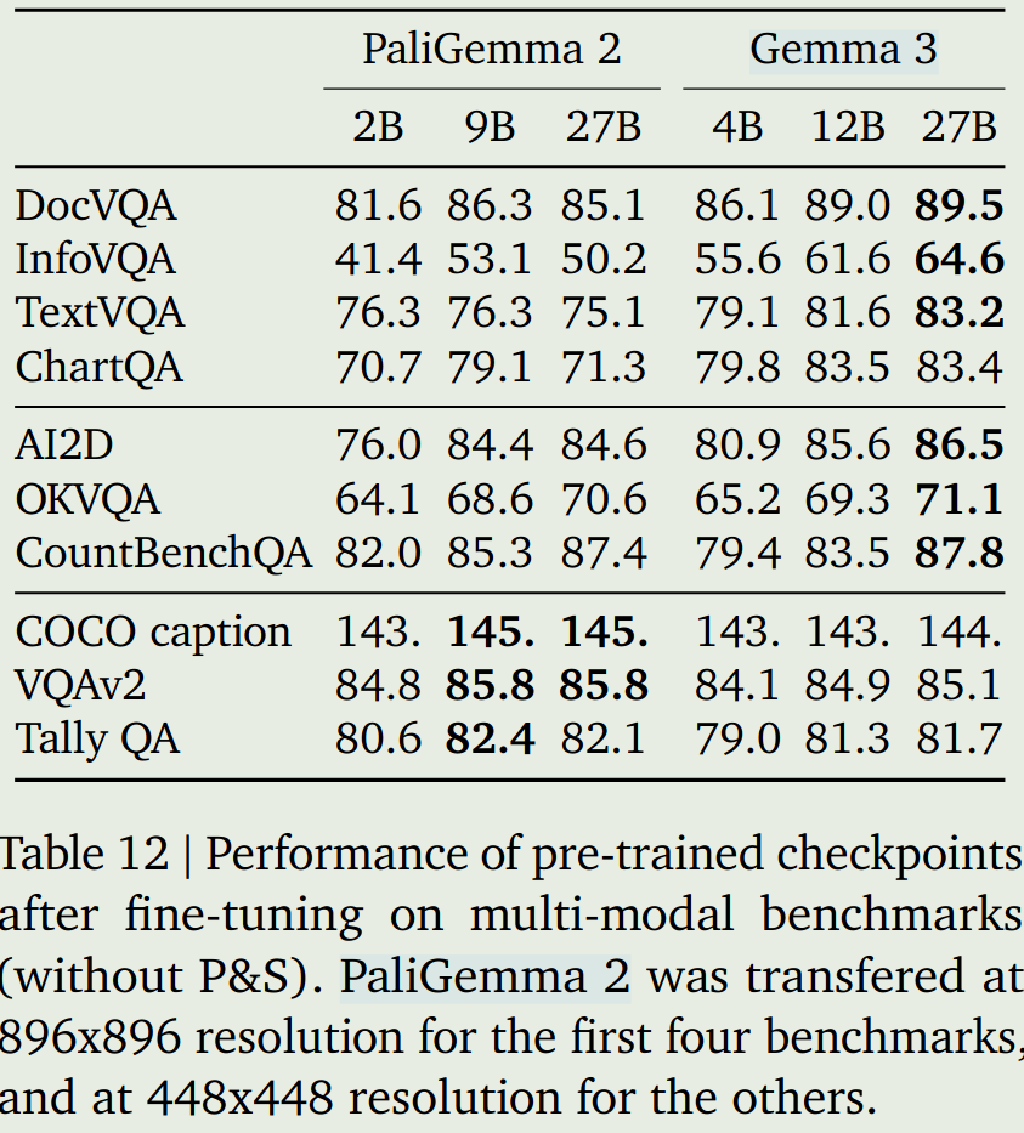 PaliGemma 2 Gemma 3
2B 9B 27B 4B 12B 27B
DocVQA 81.6 86.3 85.1 86.1 89.0 89.5
InfoVQA 41.4 53.1 50.2 55.6 61.6 64.6
TextVQA 76.3 76.3 75.1 79.1 81.6 83.2
ChartQA 70.7 79.1 71.3 79.8 83.5 83.4
AI2D 76.0 84.4 84.6 80.9 85.6 86.5
OKVQA 64.1 68.6 70.6 65.2 69.3 71.1
CountBenchQA 82.0 85.3 87.4 79.4 83.5 87.8
COCO caption 143. 145. 145. 143. 143. 144.
VQAv2 84.8 85.8 85.8 84.1 84.9 85.1
Tally QA 80.6 82.4 82.1 79.0 81.3 81.7
Table 12 | Performance of pre-trained checkpoints
after fine-tuning on multi-modal benchmarks
(without P&S). PaliGemma 2 was transfered at
896x896 resolution for the first four benchmarks,
and at 448x448 resolution for the others.